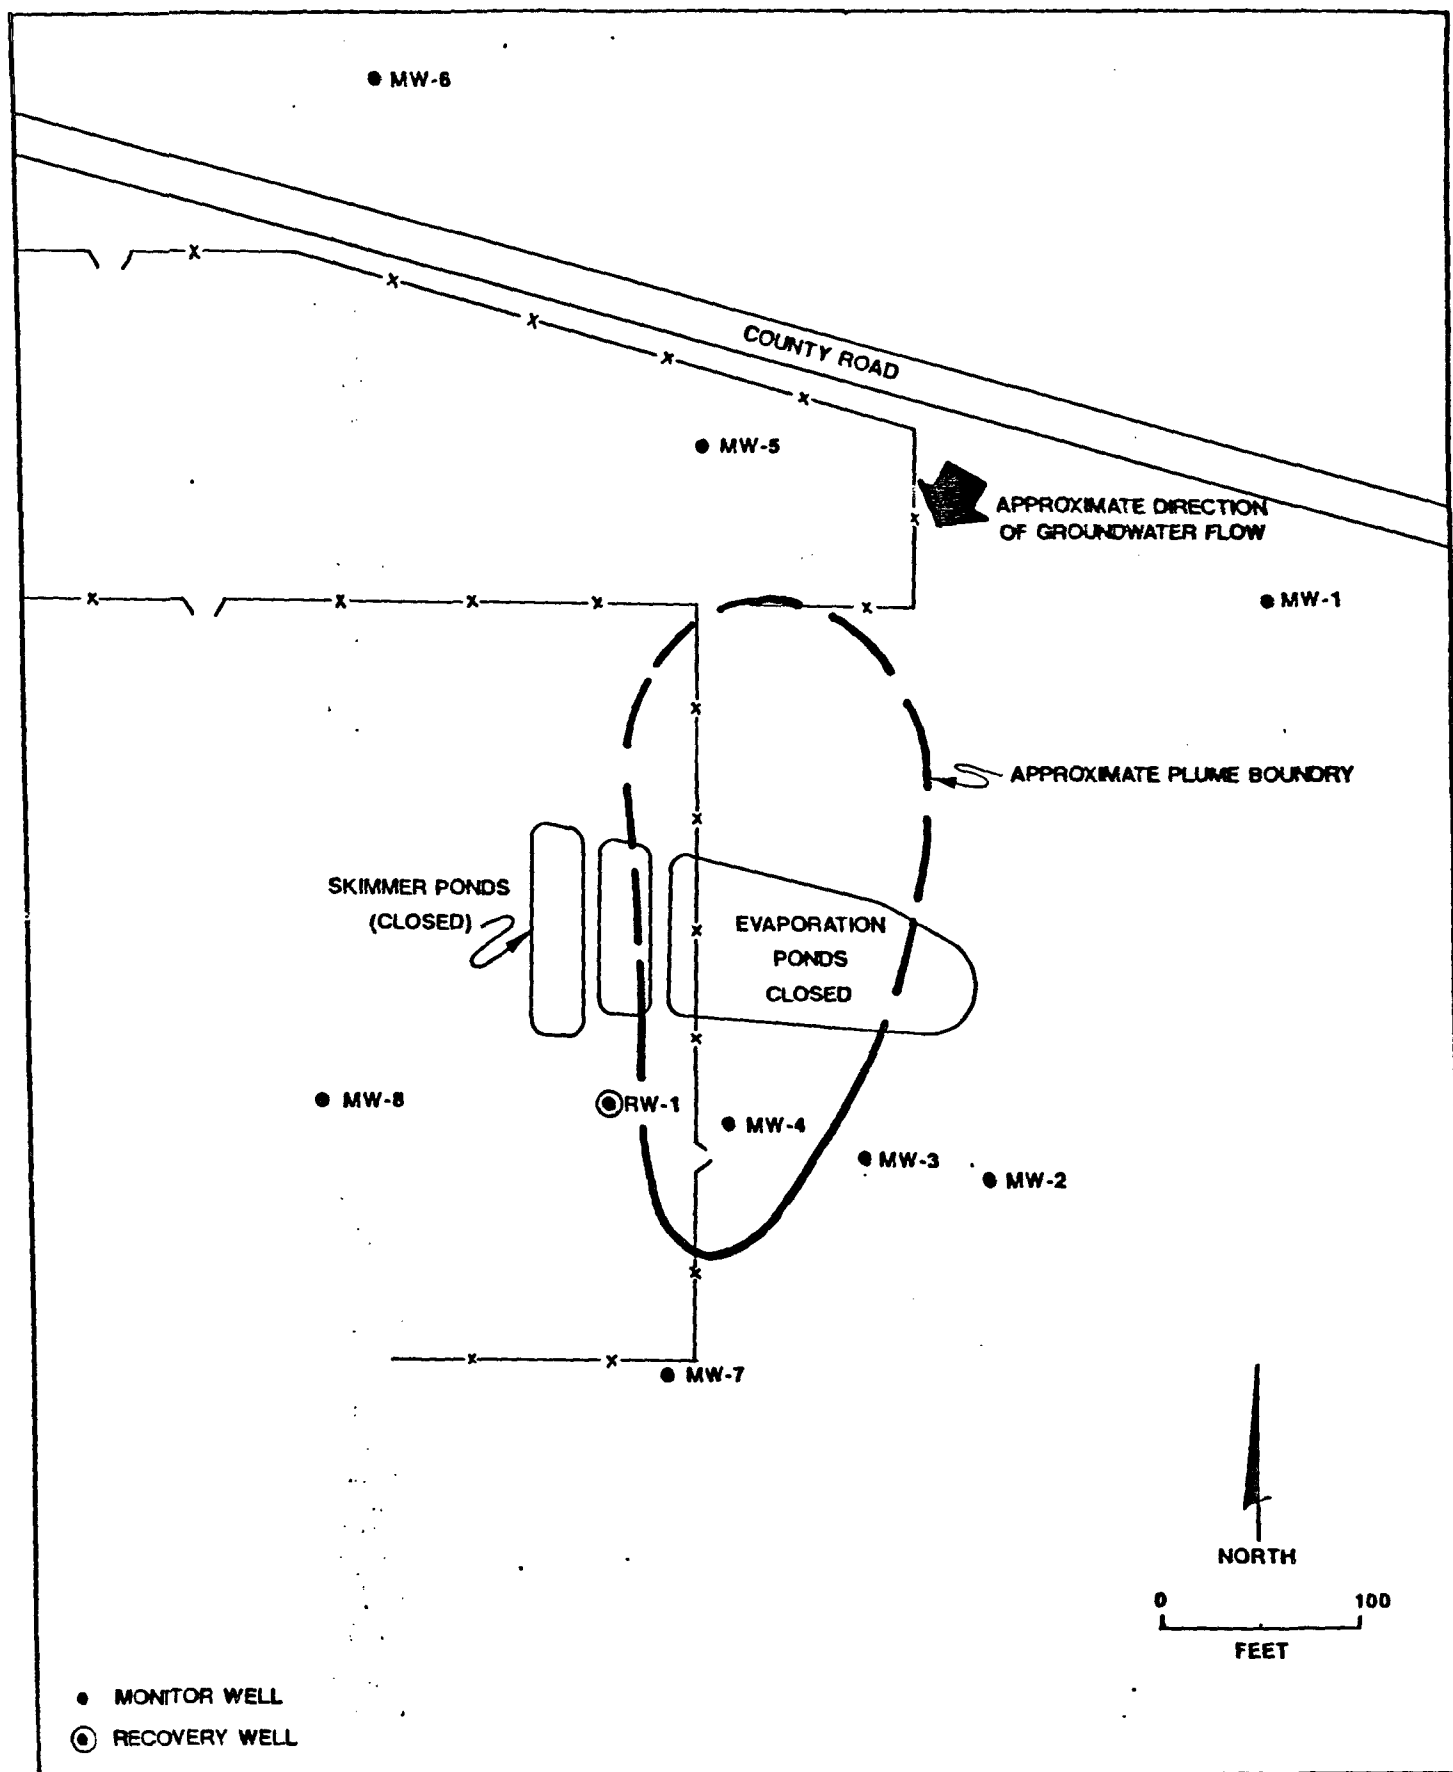 MW-6
COUNTY ROAD
MW-5
APPROXIMATE DIRECTION
OF GROUNDWATER FLOW
MW-1
APPROXIMATE PLUME BOUNDRY
SKIMMER PONDS
(CLOSED)
EVAPORATION
PONDS
CLOSED
MW-8
RW-1
MW-4
MW-3
MW-2
MW-7
NORTH
0 100
FEET
MONITOR WELL
RECOVERY WELL